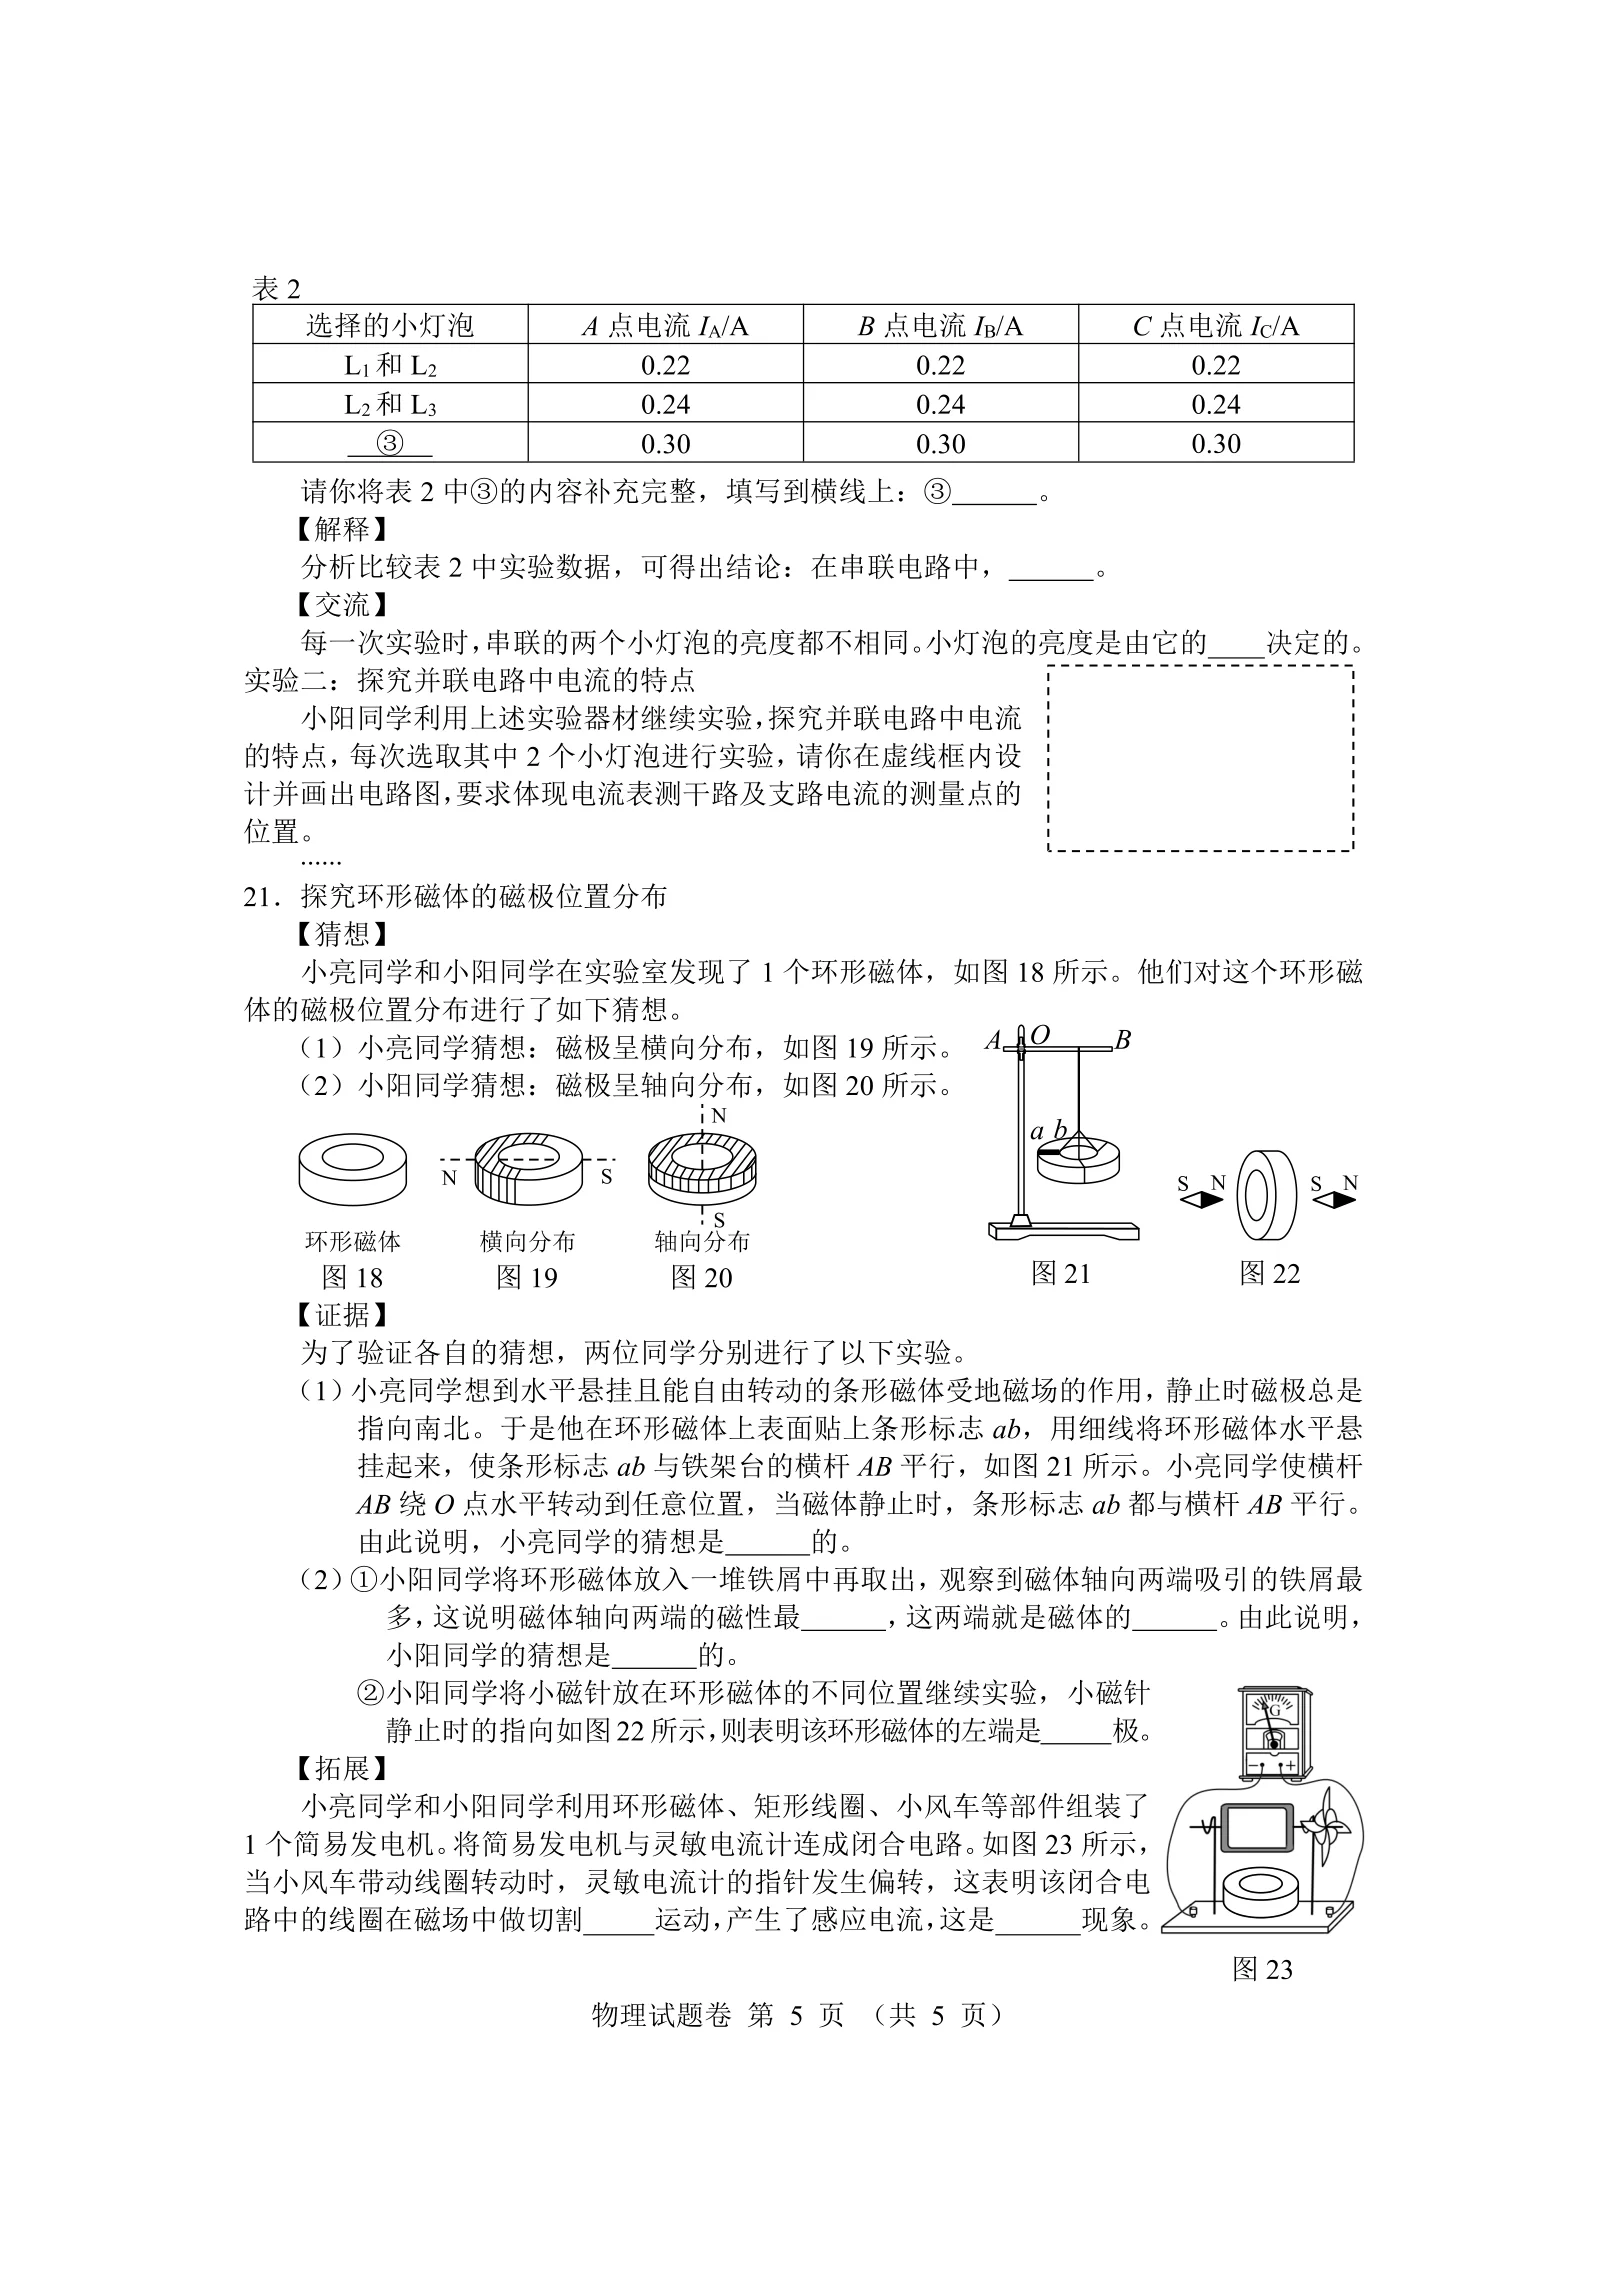 表 2
选择的小灯泡 A 点电流 IA/A B 点电流 IB/A C 点电流 IC/A
L1 和 L2 0.22 0.22 0.22
L2 和 L3 0.24 0.24 0.24
③ 0.30 0.30 0.30
请你将表 2 中③的内容补充完整，填写到横线上：③______。
【解释】
分析比较表 2 中实验数据，可得出结论：在串联电路中，______。
【交流】
每一次实验时，串联的两个小灯泡的亮度都不相同。小灯泡的亮度是由它的____决定的。
实验二：探究并联电路中电流的特点
小阳同学利用上述实验器材继续实验，探究并联电路中电流
的特点，每次选取其中 2 个小灯泡进行实验，请你在虚线框内设
计并画出电路图，要求体现电流表测干路及支路电流的测量点的
位置。
……
21．探究环形磁体的磁极位置分布
【猜想】
小亮同学和小阳同学在实验室发现了 1 个环形磁体，如图 18 所示。他们对这个环形磁
体的磁极位置分布进行了如下猜想。
（1）小亮同学猜想：磁极呈横向分布，如图 19 所示。
（2）小阳同学猜想：磁极呈轴向分布，如图 20 所示。
A O B
a b
N S
N
S
S N S N
环形磁体 横向分布 轴向分布
图 18 图 19 图 20 图 21 图 22
【证据】
为了验证各自的猜想，两位同学分别进行了以下实验。
（1）小亮同学想到水平悬挂且能自由转动的条形磁体受地磁场的作用，静止时磁极总是
指向南北。于是他在环形磁体上表面贴上条形标志 ab，用细线将环形磁体水平悬
挂起来，使条形标志 ab 与铁架台的横杆 AB 平行，如图 21 所示。小亮同学使横杆
AB 绕 O 点水平转动到任意位置，当磁体静止时，条形标志 ab 都与横杆 AB 平行。
由此说明，小亮同学的猜想是______的。
（2）①小阳同学将环形磁体放入一堆铁屑中再取出，观察到磁体轴向两端吸引的铁屑最
多，这说明磁体轴向两端的磁性最______，这两端就是磁体的______。由此说明，
小阳同学的猜想是______的。
②小阳同学将小磁针放在环形磁体的不同位置继续实验，小磁针
静止时的指向如图 22 所示，则表明该环形磁体的左端是_____极。
【拓展】
小亮同学和小阳同学利用环形磁体、矩形线圈、小风车等部件组装了
1 个简易发电机。将简易发电机与灵敏电流计连成闭合电路。如图 23 所示，
当小风车带动线圈转动时，灵敏电流计的指针发生偏转，这表明该闭合电
路中的线圈在磁场中做切割_____运动，产生了感应电流，这是______现象。
G
− +
图 23
物理试题卷 第 5 页 （共 5 页）